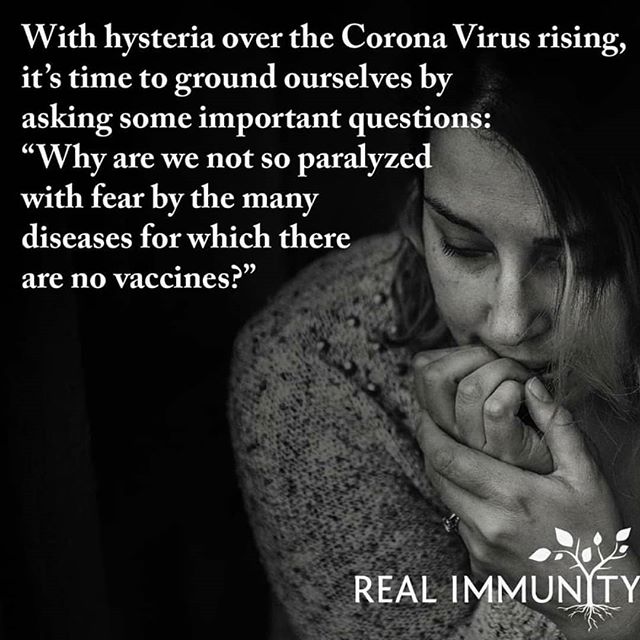 With hysteria over the Corona Virus rising,
it’s time to ground ourselves by
asking some important questions:
“Why are we not so paralyzed
with fear by the many
diseases for which there
are no vaccines?”
REAL IMMUNITY